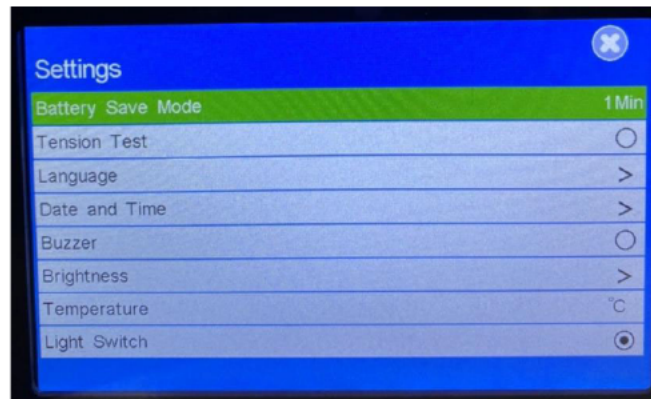 Settings
Battery Save Mode 1 Min
Tension Test
Language >
Date and Time >
Buzzer
Brightness >
Temperature °C
Light Switch